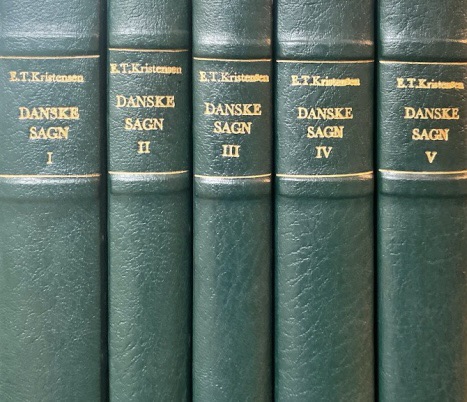 E.T.Kristensen
DANSKE
SAGN
I
E.T.Kristensen
DANSKE
SAGN
II
E.T.Kristensen
DANSKE
SAGN
III
E.T.Kristensen
DANSKE
SAGN
IV
E.T.Kristensen
DANSKE
SAGN
V